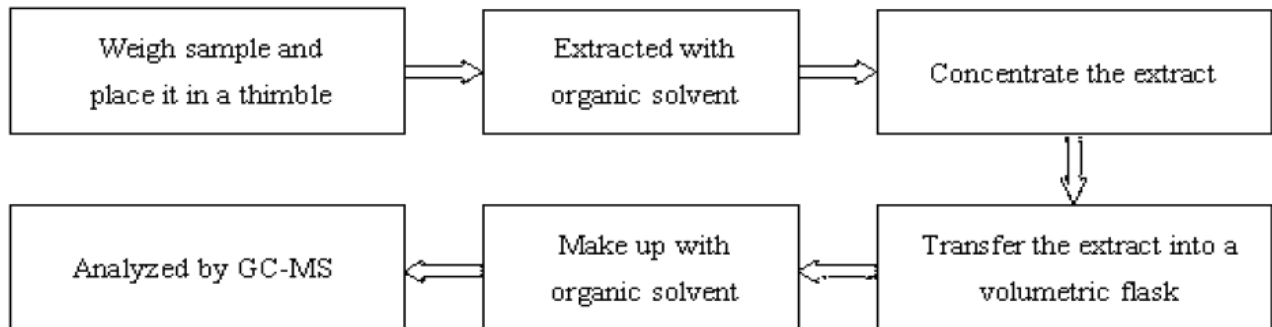 Weigh sample and
place it in a thimble
Extracted with
organic solvent
Concentrate the extract
Transfer the extract into a
volumetric flask
Make up with
organic solvent
Analyzed by GC-MS